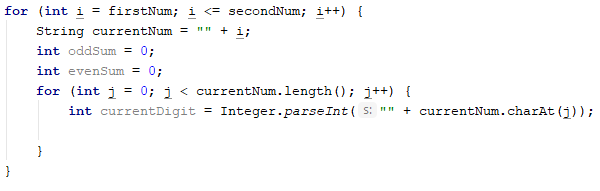 for (int i = firstNum; i <= secondNum; i++) {
    String currentNum = "" + i;
    int oddSum = 0;
    int evenSum = 0;
    for (int j = 0; j < currentNum.length(); j++) {
        int currentDigit = Integer.parseInt( s: "" + currentNum.charAt(j));
    }
}